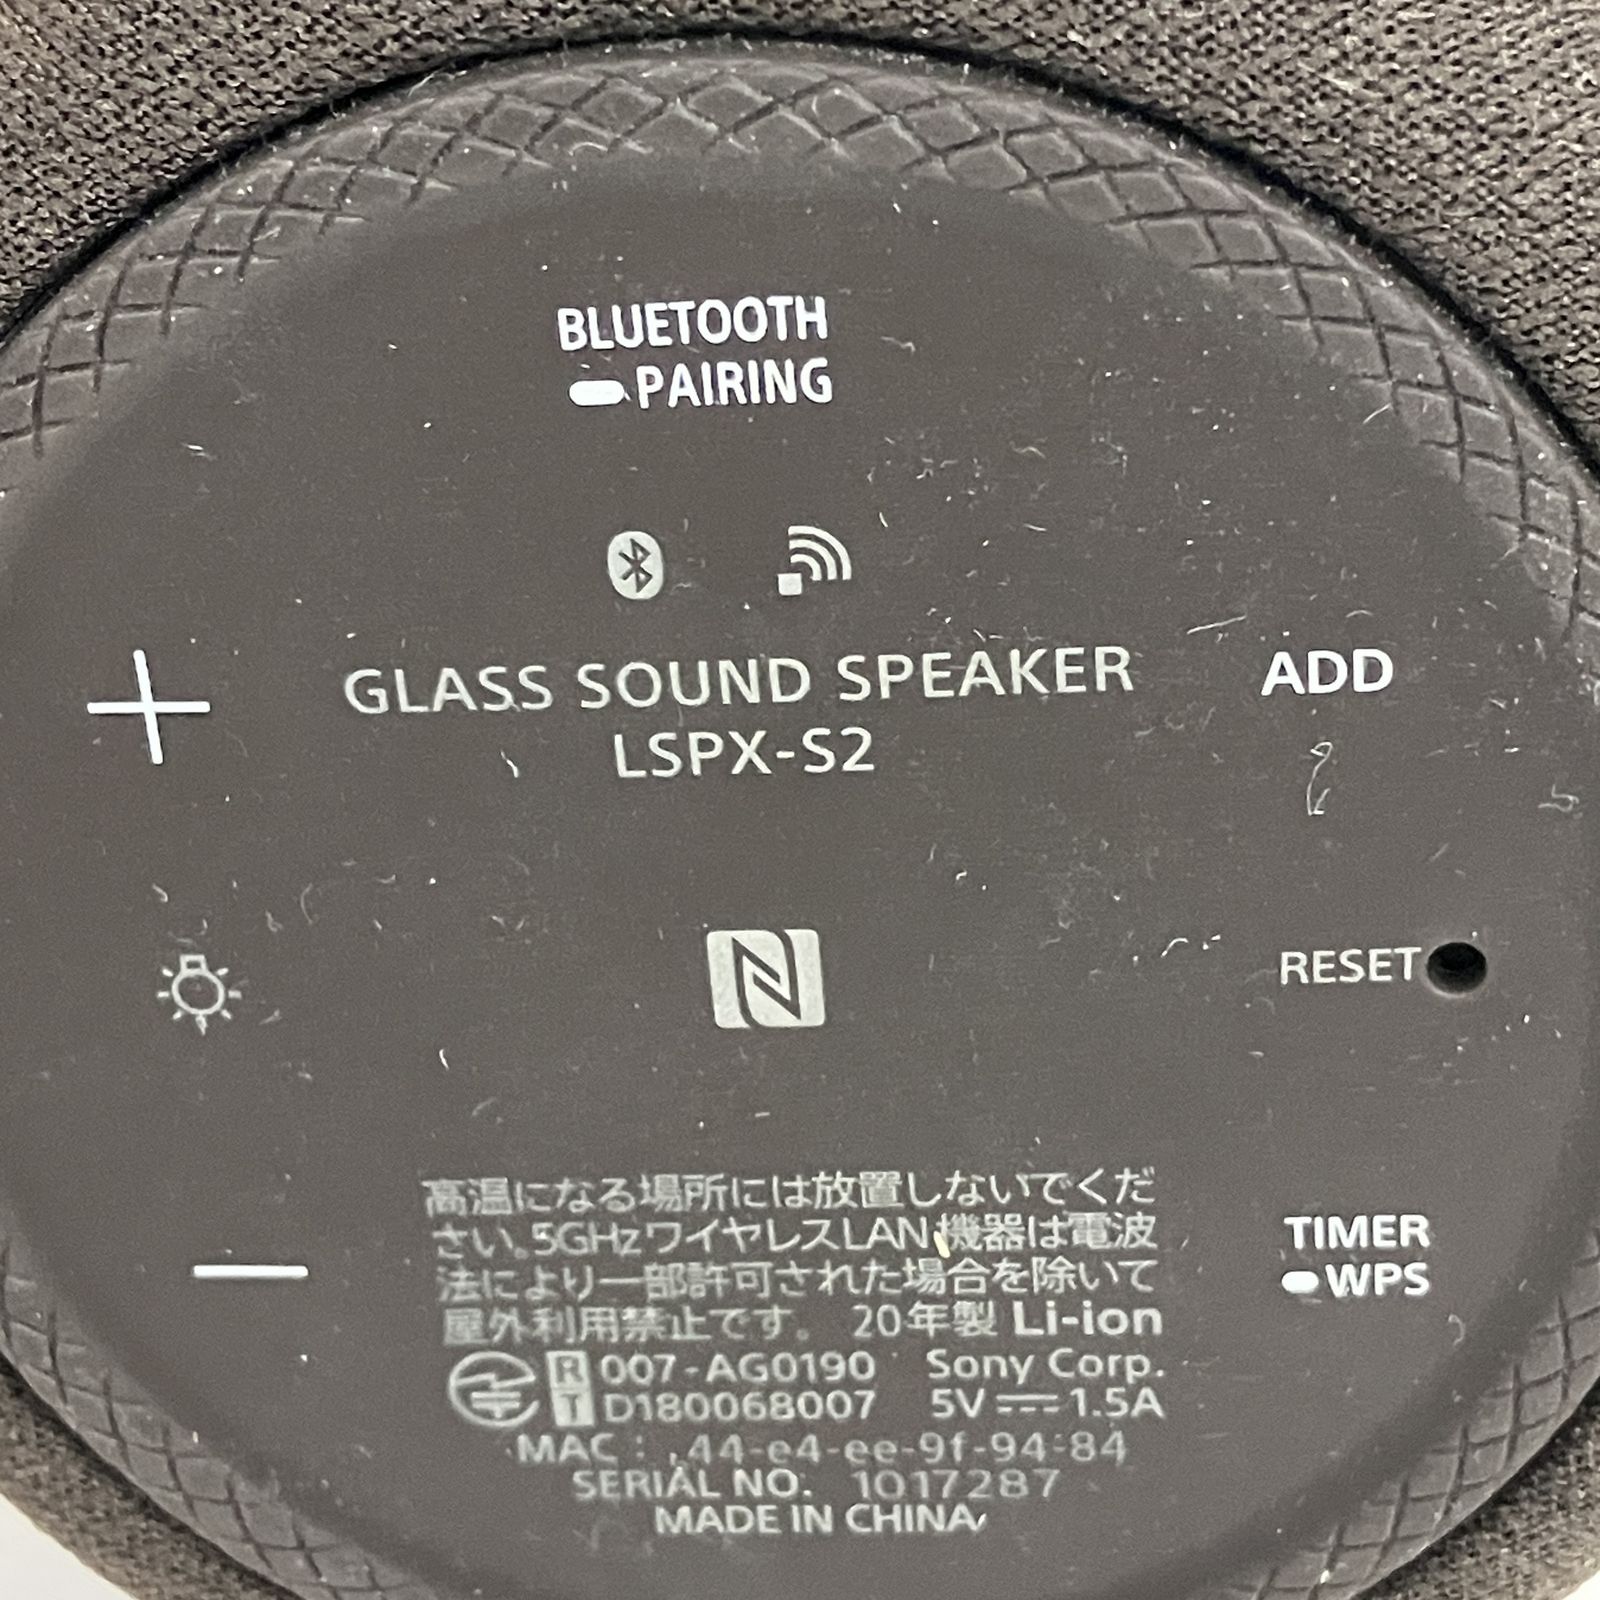 BLUETOOTH
PAIRING
GLASS SOUND SPEAKER
LSPX-S2
ADD
RESET
高温になる場所には放置しないでくだ
さい。5GHzワイヤレスLAN機器は電波
法により一部許可された場合を除いて
屋外利用禁止です。 20年製 Li-ion
R 007-AG0190 Sony Corp.
T D180068007 5V 1.5A
MAC : 44-e4-ee-9f-94-84
SERIAL NO. 1017287
MADE IN CHINA
TIMER
WPS